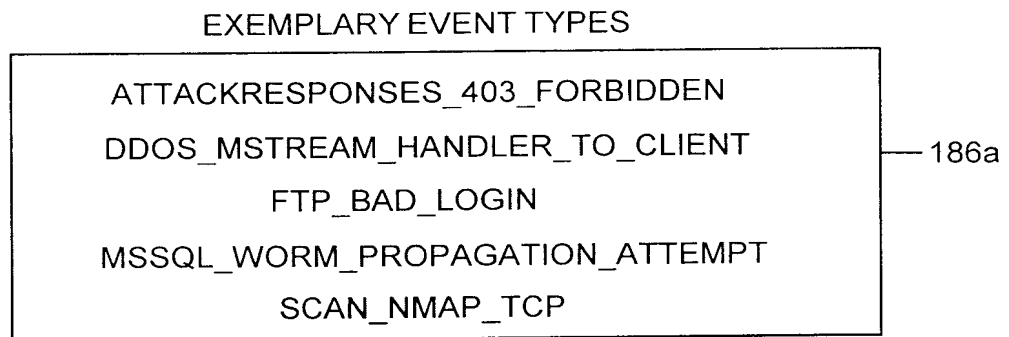 EXEMPLARY EVENT TYPES
ATTACKRESPONSES_403_FORBIDDEN
DDOS_MSTREAM_HANDLER_TO_CLIENT
186a
FTP_BAD_LOGIN
MSSQL_WORM_PROPAGATION_ATTEMPT
SCAN_NMAP_TCP